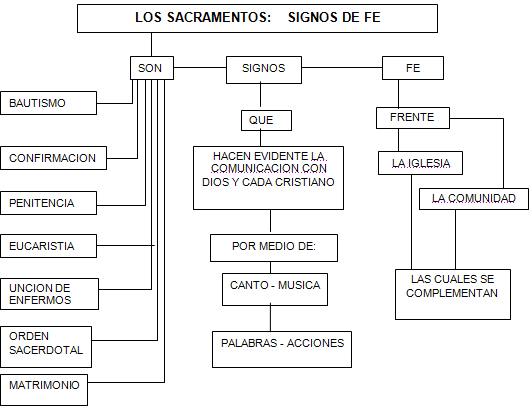 LOS SACRAMENTOS: SIGNOS DE FE
SON
SIGNOS
FE
BAUTISMO
CONFIRMACION
PENITENCIA
EUCARISTIA
UNCION DE
ENFERMOS
ORDEN
SACERDOTAL
MATRIMONIO
QUE
HACEN EVIDENTE LA
COMUNICACION CON
DIOS Y CADA CRISTIANO
POR MEDIO DE:
CANTO - MUSICA
PALABRAS - ACCIONES
FRENTE
LA IGLESIA
LA COMUNIDAD
LAS CUALES SE
COMPLEMENTAN